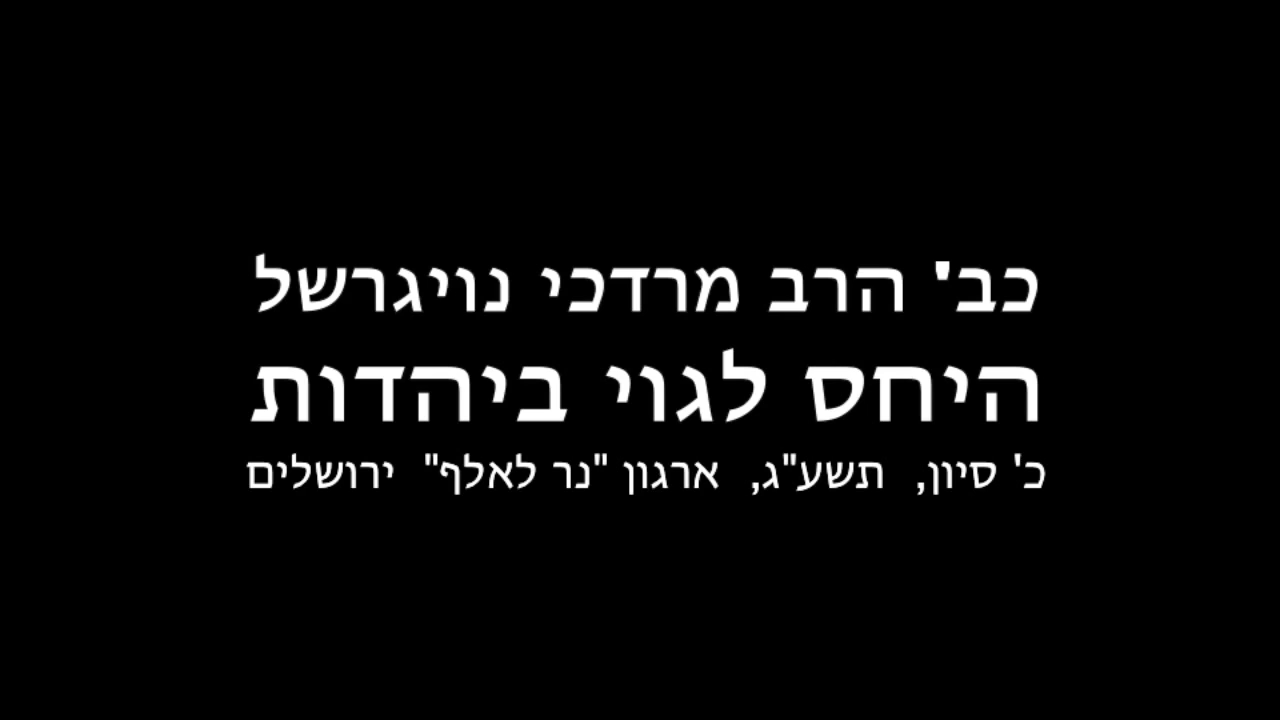 כב' הרב מרדכי נויגרשל
היחס לגוי ביהדות
כ' סיון, תשע"ג, ארגון "נר לאלף" ירושלים